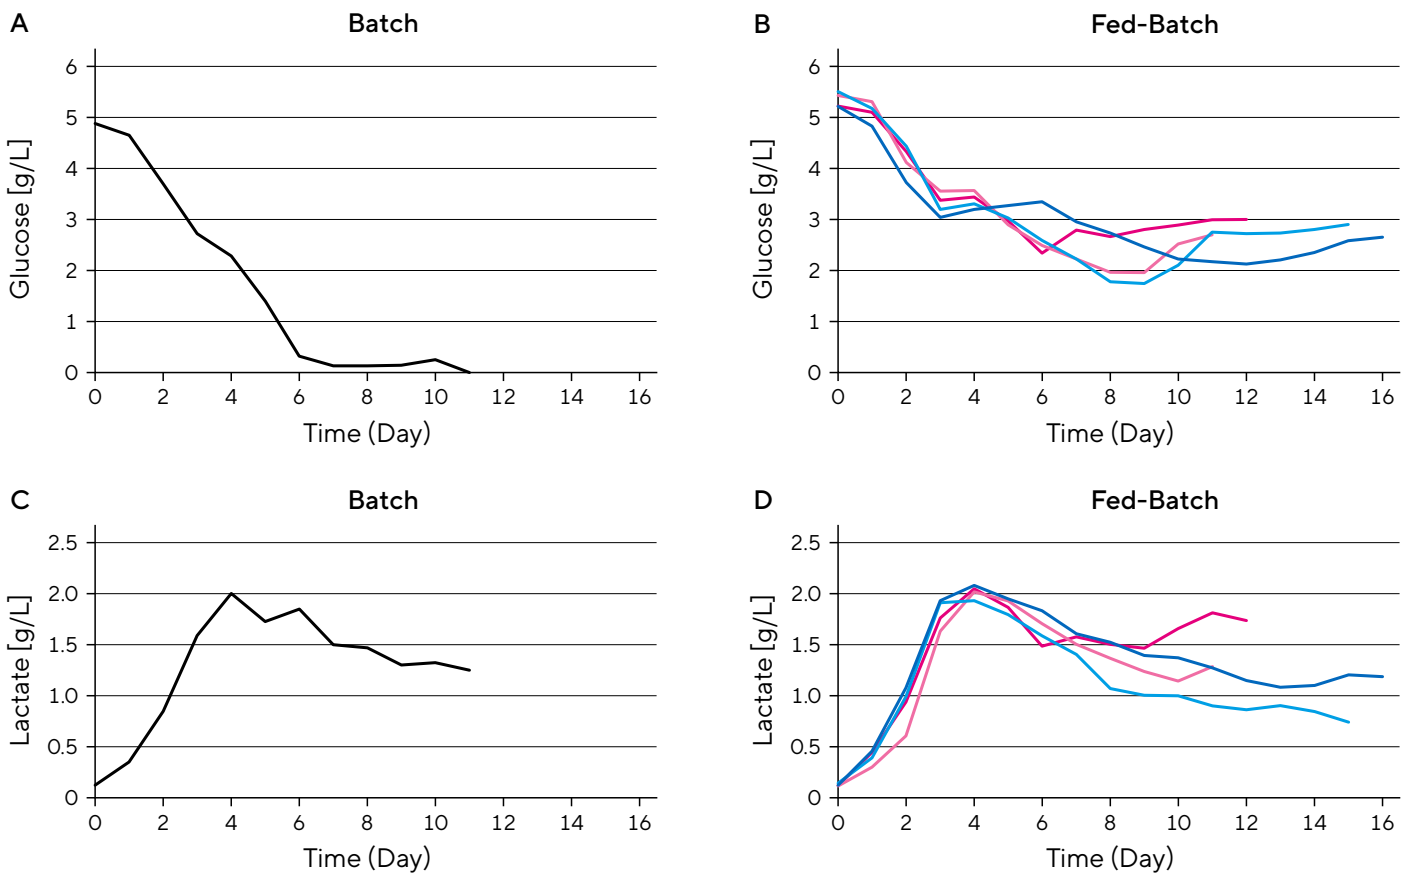 A
Batch
6
5
4
3
2
1
0
Glucose [g/L]
0 2 4 6 8 10 12 14 16
Time (Day)
B
Fed-Batch
6
5
4
3
2
1
0
Glucose [g/L]
0 2 4 6 8 10 12 14 16
Time (Day)
C
Batch
2.5
2.0
1.5
1.0
0.5
0
Lactate [g/L]
0 2 4 6 8 10 12 14 16
Time (Day)
D
Fed-Batch
2.5
2.0
1.5
1.0
0.5
0
Lactate [g/L]
0 2 4 6 8 10 12 14 16
Time (Day)